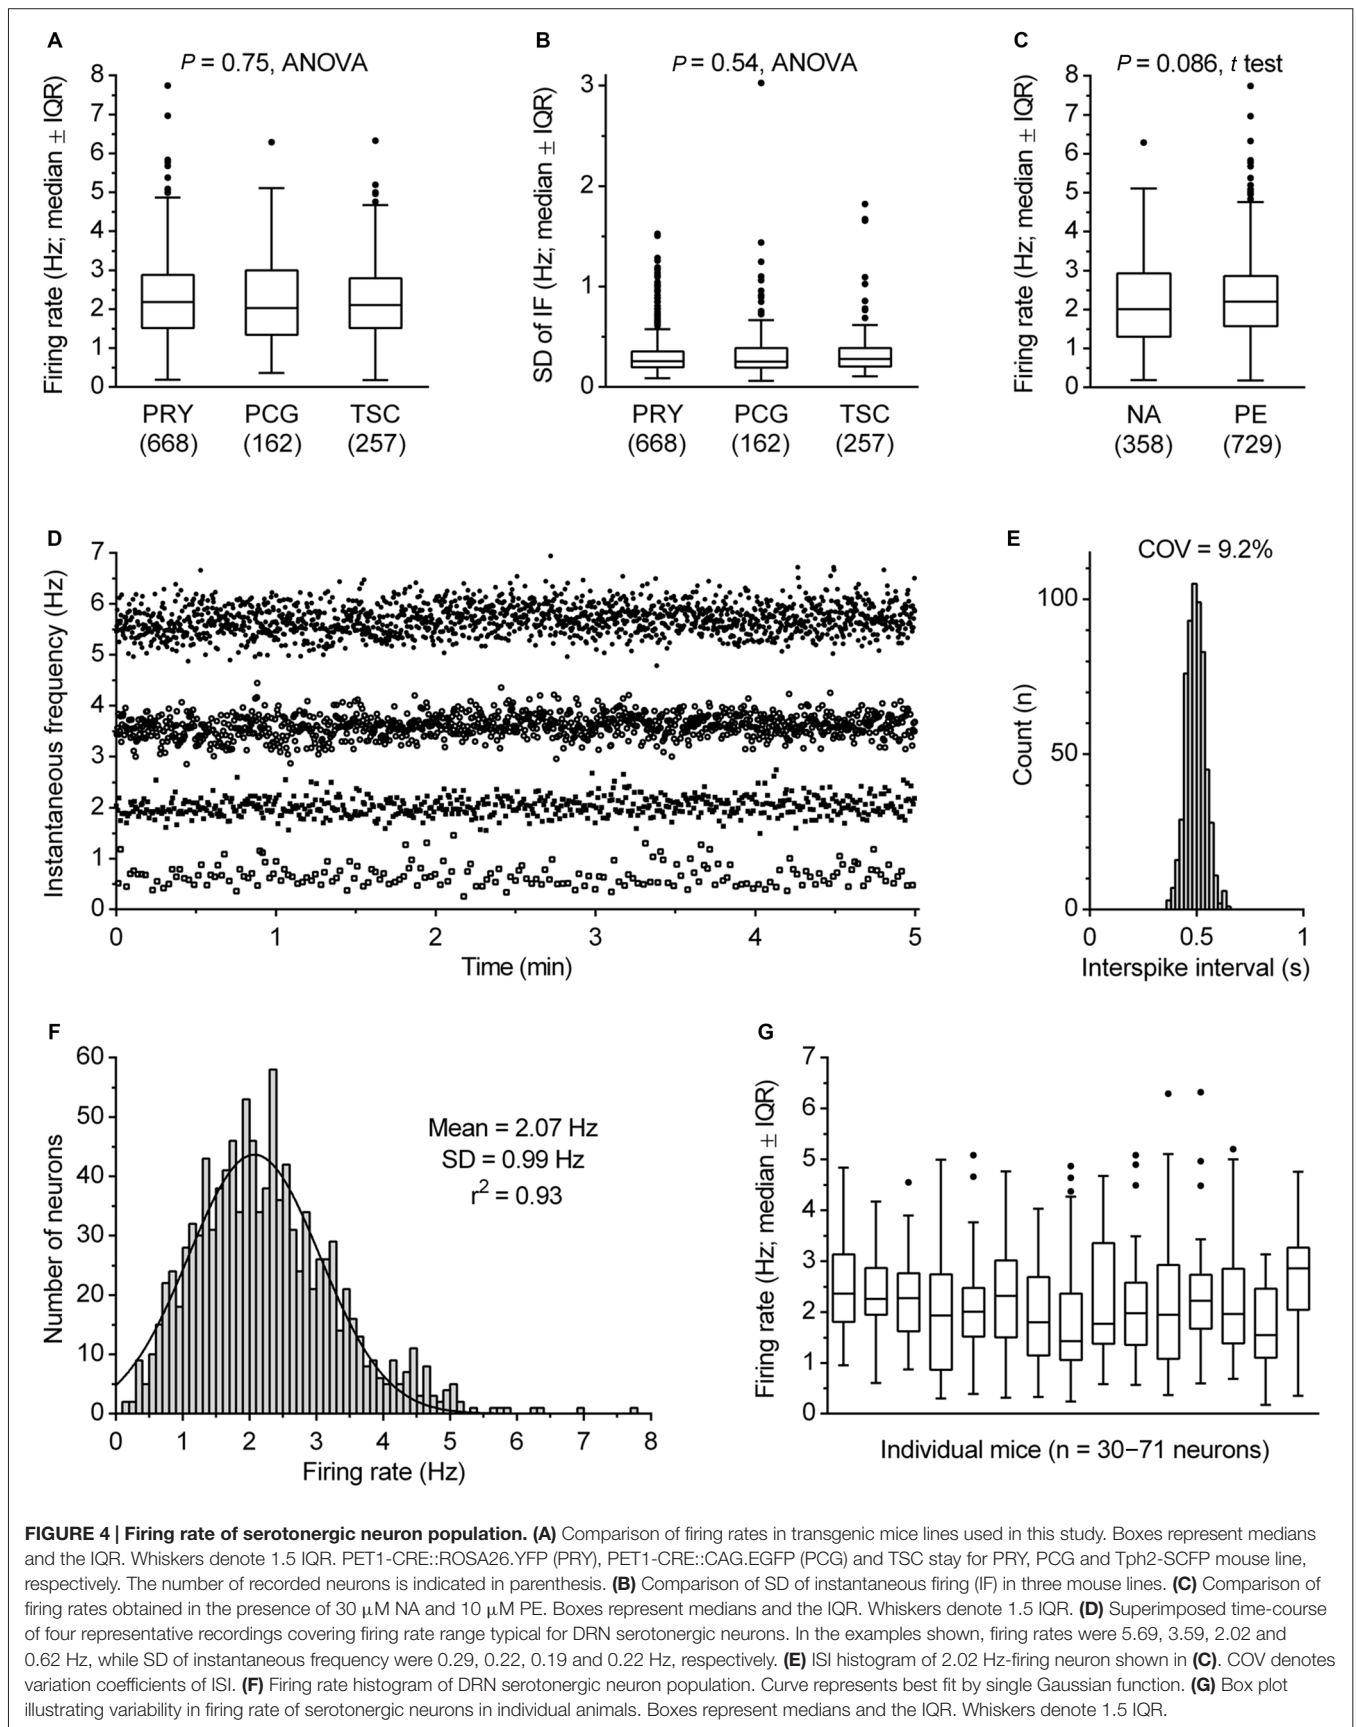 A
P = 0.75, ANOVA
Firing rate (Hz; median ± IQR)
8
7
6
5
4
3
2
1
0
PRY
(668)
PCG
(162)
TSC
(257)
B
P = 0.54, ANOVA
SD of IF (Hz; median ± IQR)
3
2
1
0
PRY
(668)
PCG
(162)
TSC
(257)
C
P = 0.086, t test
Firing rate (Hz; median ± IQR)
8
7
6
5
4
3
2
1
0
NA
(358)
PE
(729)
D
Instantaneous frequency (Hz)
7
6
5
4
3
2
1
0
0 1 2 3 4 5
Time (min)
E
COV = 9.2%
Count (n)
100
50
0
0 0.5 1
Interspike interval (s)
F
Number of neurons
60
50
40
30
20
10
0
Mean = 2.07 Hz
SD = 0.99 Hz
r² = 0.93
0 1 2 3 4 5 6 7 8
Firing rate (Hz)
G
Firing rate (Hz; median ± IQR)
7
6
5
4
3
2
1
0
Individual mice (n = 30–71 neurons)
FIGURE 4 | Firing rate of serotonergic neuron population. (A) Comparison of firing rates in transgenic mice lines used in this study. Boxes represent medians
and the IQR. Whiskers denote 1.5 IQR. PET1-CRE::ROSA26.YFP (PRY), PET1-CRE::CAG.EGFP (PCG) and TSC stay for PRY, PCG and Tph2-SCFP mouse line,
respectively. The number of recorded neurons is indicated in parenthesis. (B) Comparison of SD of instantaneous firing (IF) in three mouse lines. (C) Comparison of
firing rates obtained in the presence of 30 μM NA and 10 μM PE. Boxes represent medians and the IQR. Whiskers denote 1.5 IQR. (D) Superimposed time-course
of four representative recordings covering firing rate range typical for DRN serotonergic neurons. In the examples shown, firing rates were 5.69, 3.59, 2.02 and
0.62 Hz, while SD of instantaneous frequency were 0.29, 0.22, 0.19 and 0.22 Hz, respectively. (E) ISI histogram of 2.02 Hz-firing neuron shown in (C). COV denotes
variation coefficients of ISI. (F) Firing rate histogram of DRN serotonergic neuron population. Curve represents best fit by single Gaussian function. (G) Box plot
illustrating variability in firing rate of serotonergic neurons in individual animals. Boxes represent medians and the IQR. Whiskers denote 1.5 IQR.